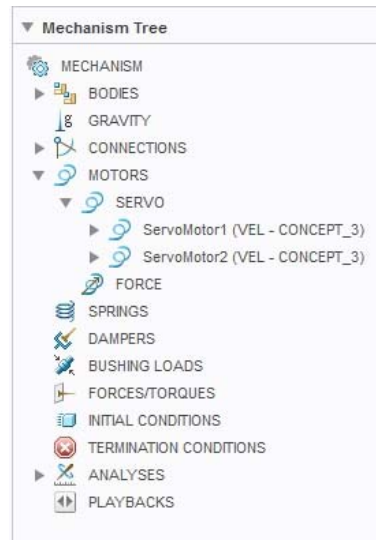 Mechanism Tree
MECHANISM
BODIES
g GRAVITY
CONNECTIONS
MOTORS
SERVO
ServoMotor1 (VEL - CONCEPT_3)
ServoMotor2 (VEL - CONCEPT_3)
FORCE
SPRINGS
DAMPERS
BUSHING LOADS
FORCES/TORQUES
INITIAL CONDITIONS
TERMINATION CONDITIONS
ANALYSES
PLAYBACKS